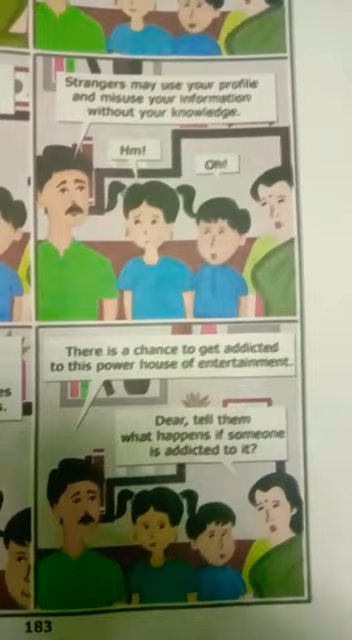 Strangers may use your profile
and misuse your information
without your knowledge.
Hm!
Oh!
There is a chance to get addicted
to this power house of entertainment.
es
s.
Dear, tell them
what happens if someone
is addicted to it?
183